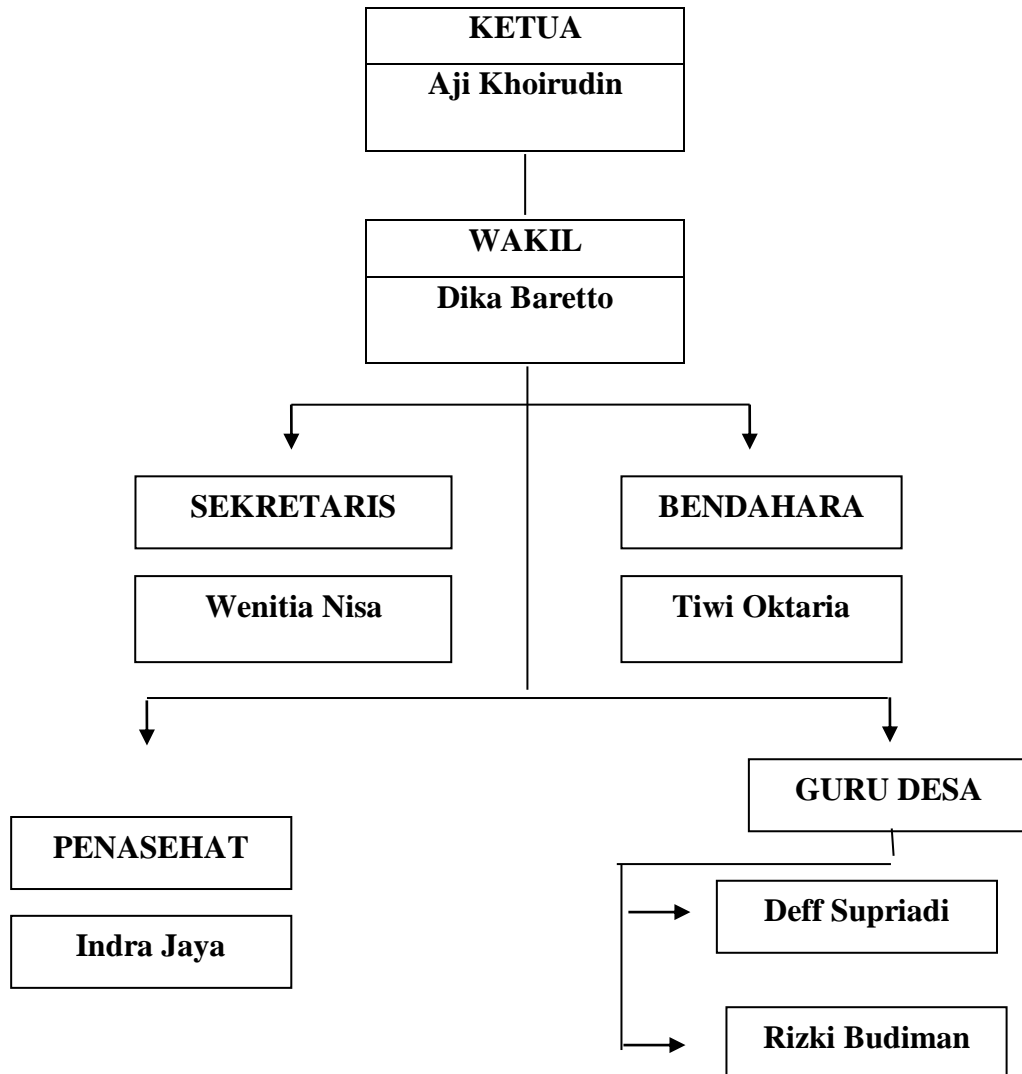 KETUA
Aji Khoirudin
WAKIL
Dika Baretto
SEKRETARIS
Wenitia Nisa
BENDAHARA
Tiwi Oktaria
PENASEHAT
Indra Jaya
GURU DESA
Deff Supriadi
Rizki Budiman